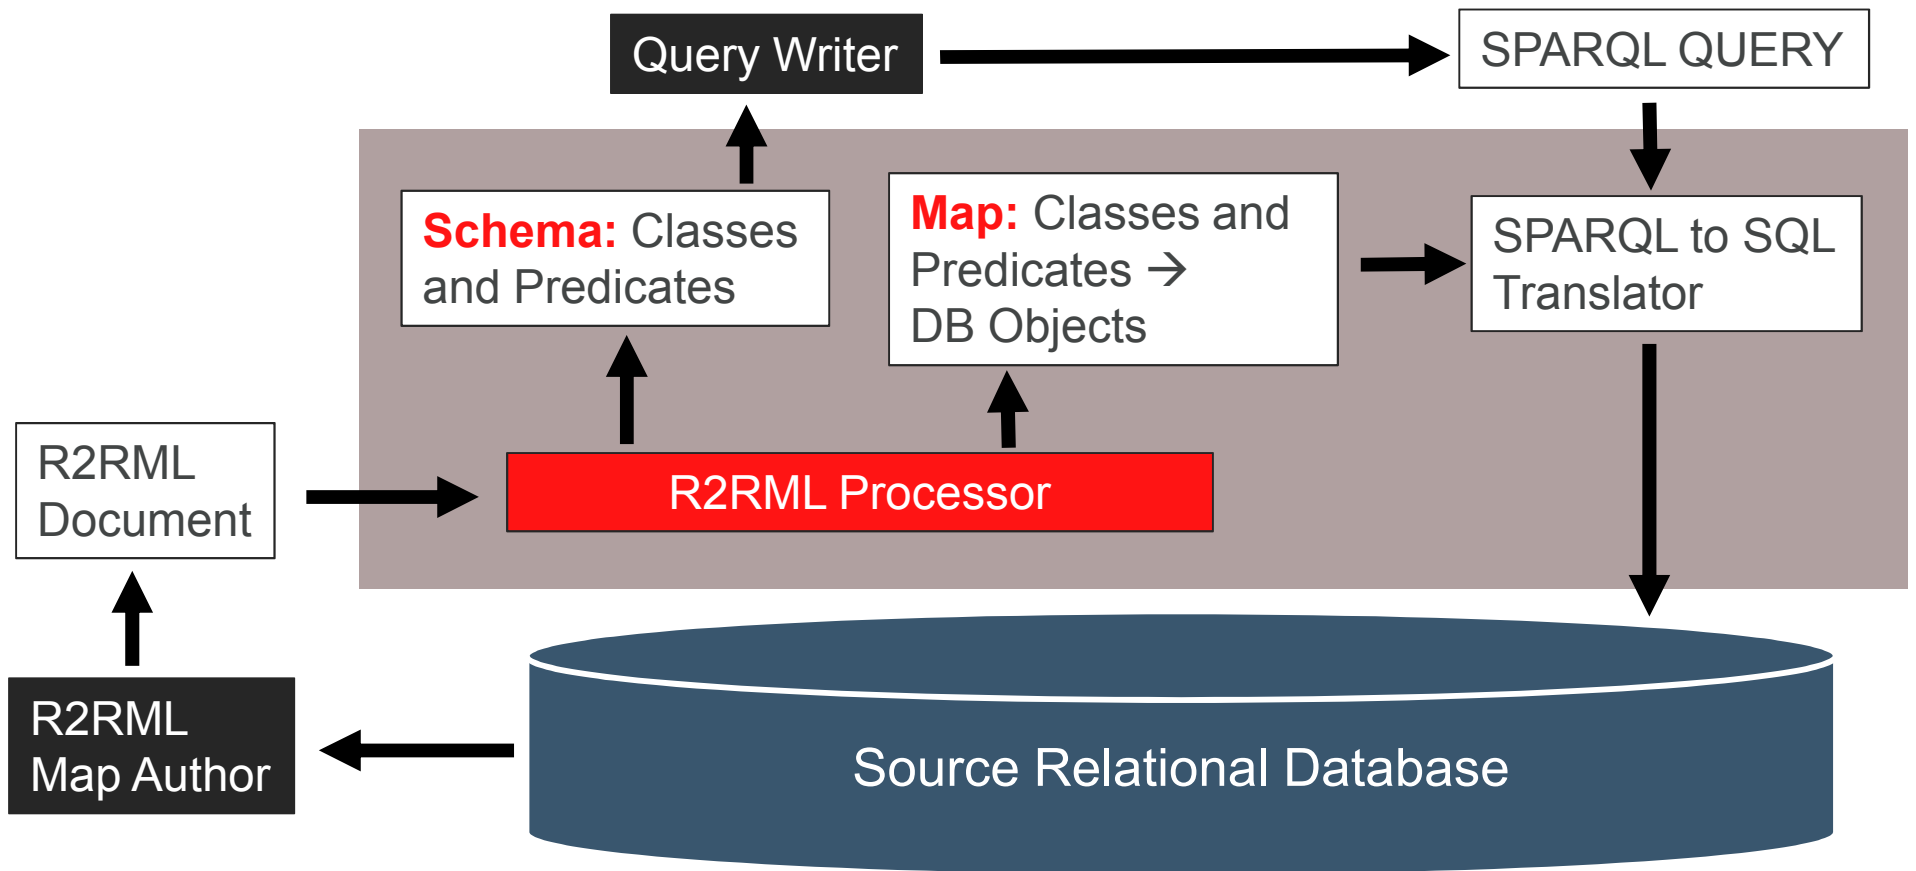 Query Writer
SPARQL QUERY
Schema: Classes
and Predicates
Map: Classes and
Predicates →
DB Objects
SPARQL to SQL
Translator
R2RML
Document
R2RML Processor
R2RML
Map Author
Source Relational Database